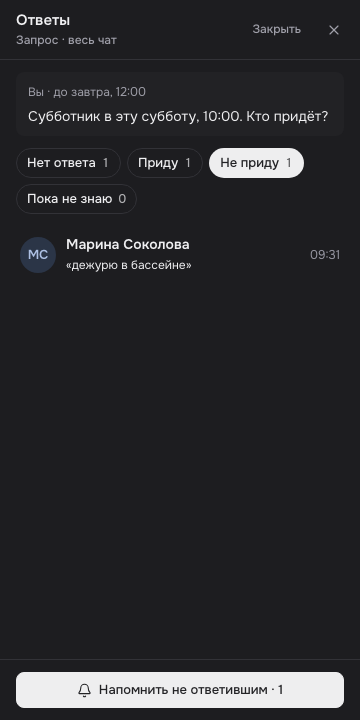 Ответы
Запрос · весь чат
Закрыть
Вы · до завтра, 12:00
Субботник в эту субботу, 10:00. Кто придёт?
Нет ответа 1
Приду 1
Не приду 1
Пока не знаю 0
МС
Марина Соколова
«дежурю в бассейне»
09:31
Напомнить не ответившим · 1